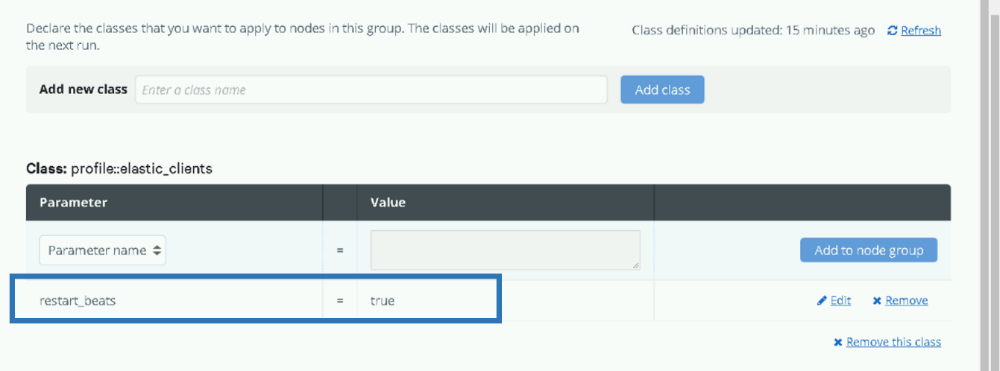 Declare the classes that you want to apply to nodes in this group. The classes will be applied on
the next run.
Class definitions updated: 15 minutes ago Refresh
Add new class Enter a class name Add class
Class: profile::elastic_clients
Parameter Value
Parameter name = Add to node group
restart_beats = true Edit Remove
Remove this class